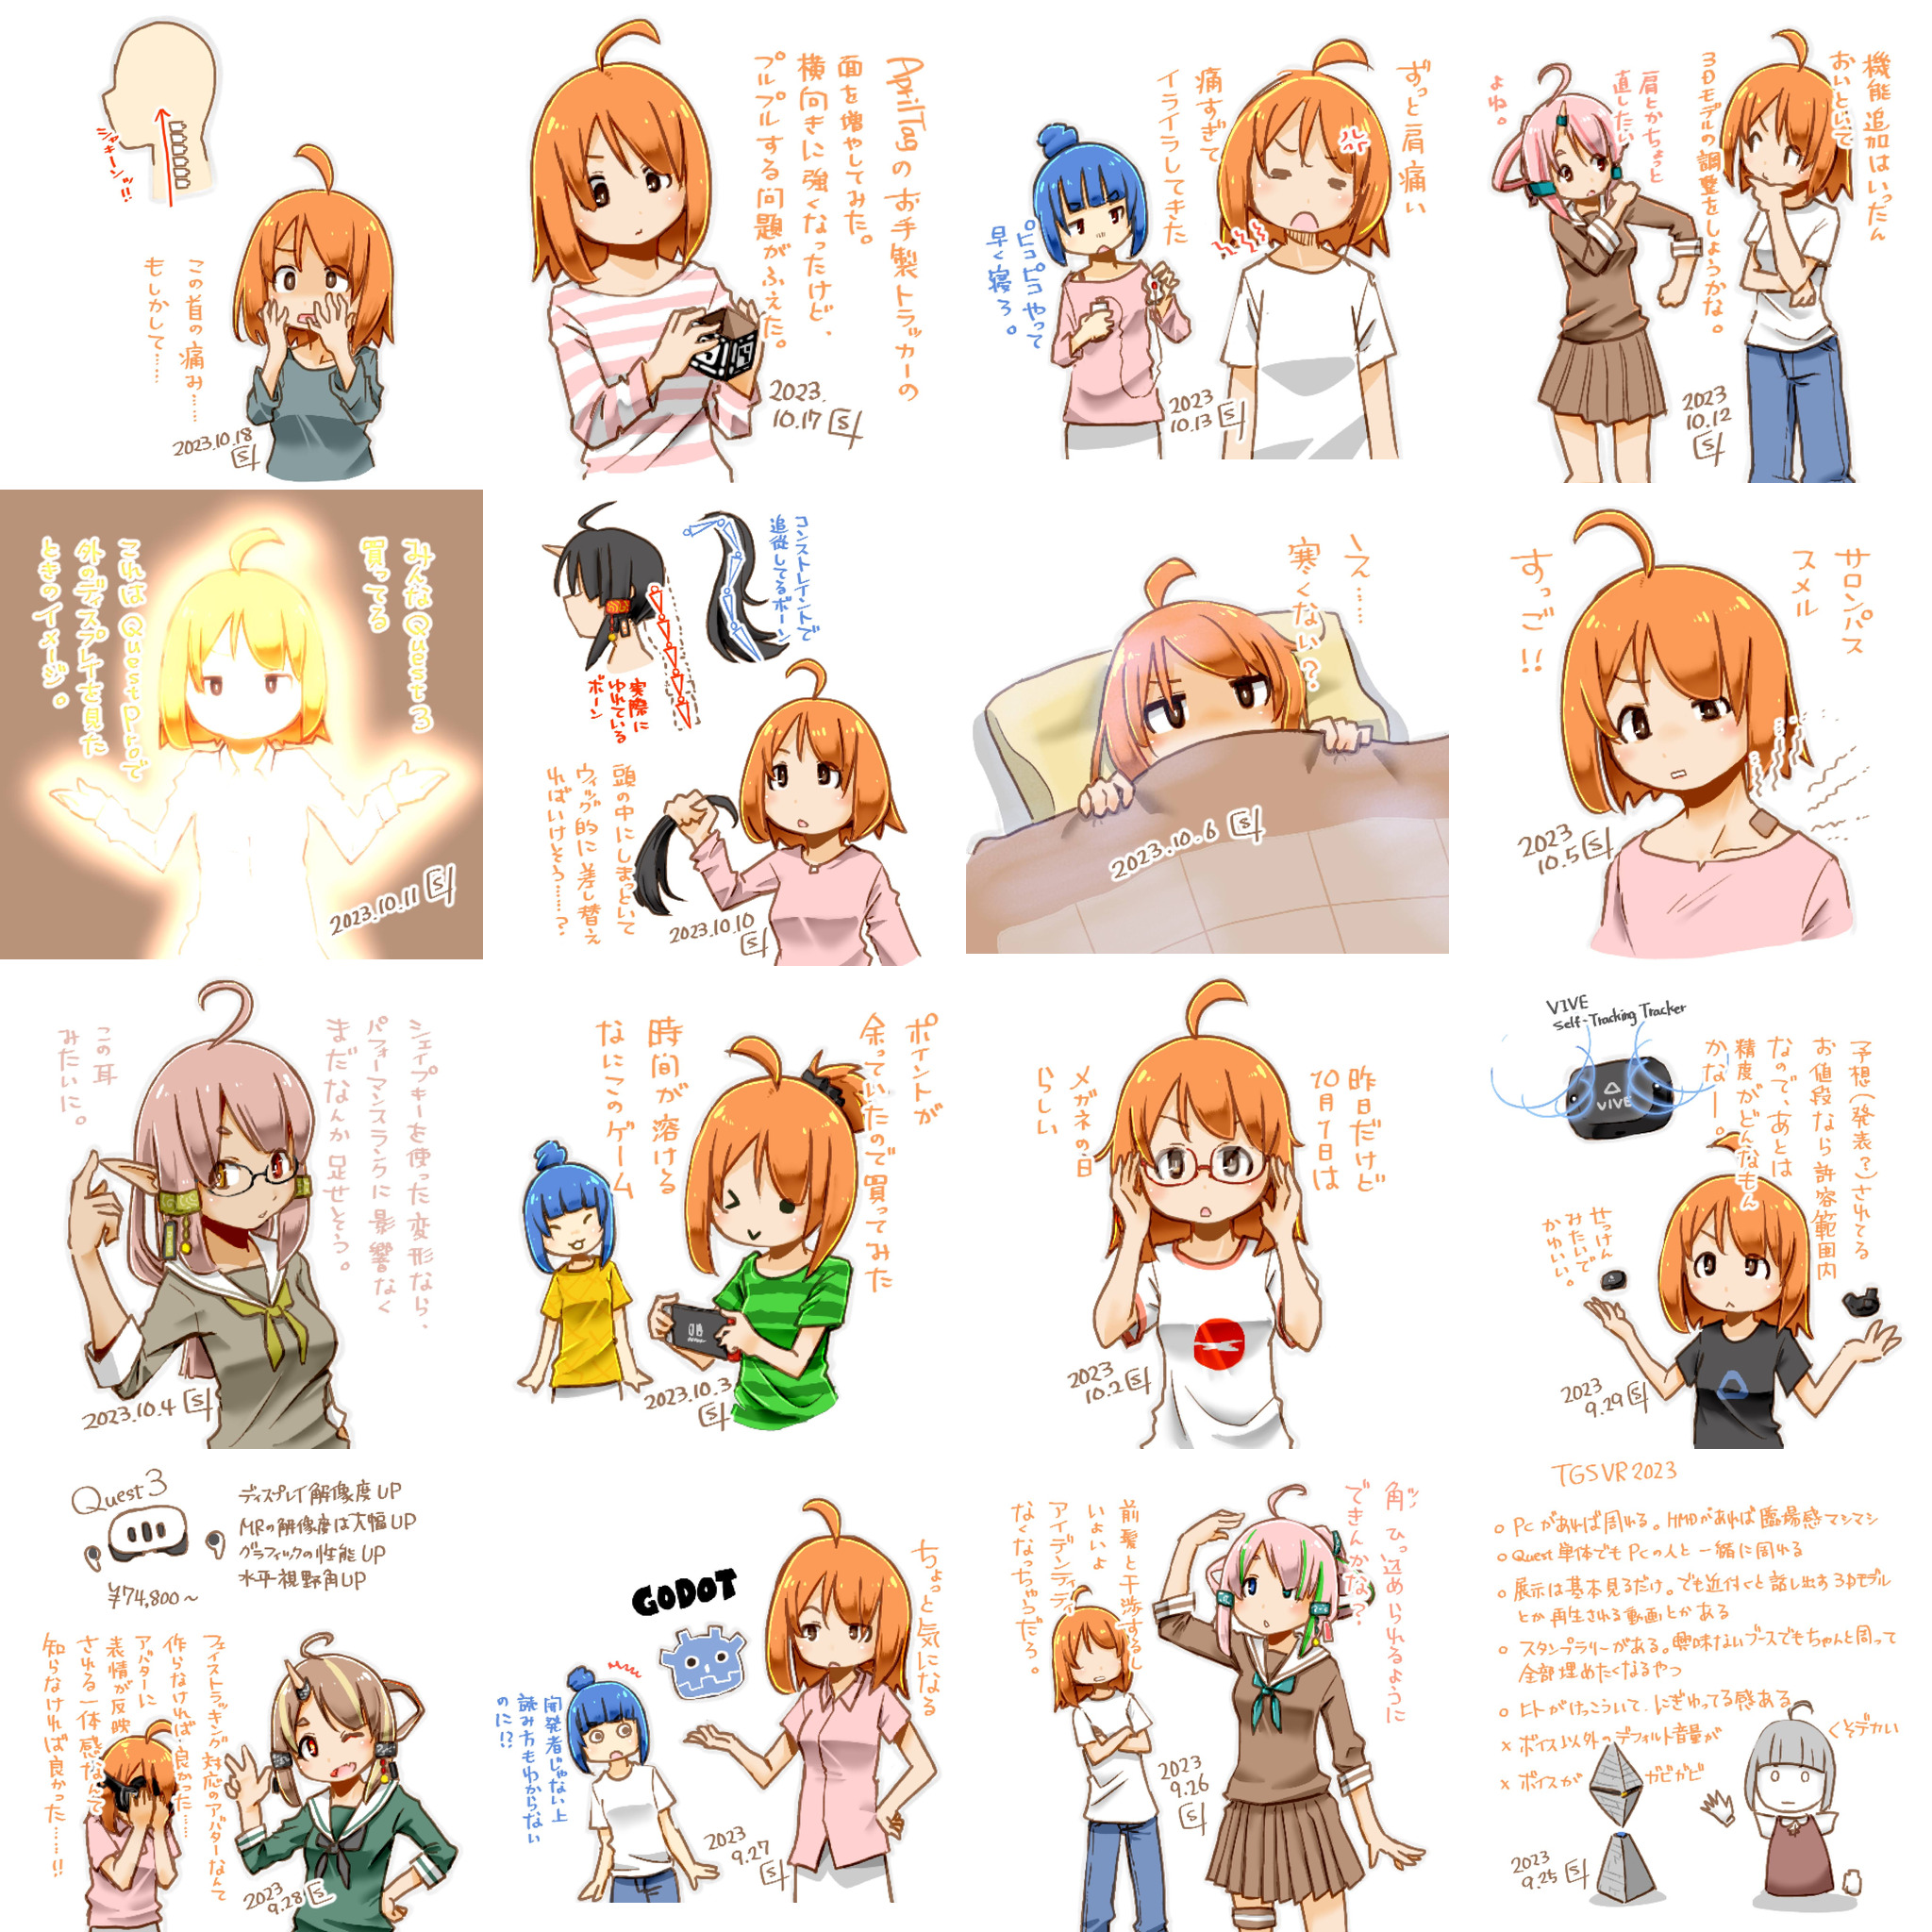 シャキーンッ!!
この首の痛み……
もしかして……
2023.10.18
AprilTagのお手製トラッカーの
面を増やしてみた。
横向きに強くなったけど、
プルプルする問題がふえた。
2023.
10.17
ずっと肩痛い
痛すぎて
イライラしてきた
ピコピコやって
早く寝ろ。
2023
10.13
機能追加はいったん
おいといて
3Dモデルの調整をしようかな。
肩とかちょっと
直したい
よね。
2023
10.12
みんなQuest3
買ってる
これはQuest Proで
外のディスプレイを見た
ときのイメージ。
2023.10.11
コンストレイントで
追従してるボーン
実際に
ゆれている
ボーン
頭の中にしまっといて
ウィッグ的に差し替え
ればいけそう……?
2023.10.10
え……
寒くない?
2023.10.6
サロンパス
スメル
すっご!!
2023
10.5
シェイプキーを使った変形なら、
パフォーマンスランクに影響なく
まだなんか足せそう。
この耳
みたいに。
2023.10.4
ポイントが
余っていたので買ってみた
時間が溶ける
なにこのゲーム
2023.10.3
昨日だけど
10月1日は
メガネの日
らしい
2023
10.2
VIVE
Self-Tracking Tracker
VIVE
予想(発表?)されてる
お値段なら許容範囲内
なので、あとは
精度がどんなもん
かなー。
せっけん
みたいで
かわいい。
2023
9.29
Quest 3
¥74,800~
ディスプレイ解像度UP
MRの解像度は大幅UP
グラフィックの性能UP
水平視野角UP
フェイストラッキング対応のアバターなんて
作らなければ良かった……
アバターに
表情が反映
される一体感なんて
知らなければ良かった……!!
2023
9.28
GODOT
ちょっと気になる
開発者じゃない上
読み方もわからない
のに!?
2023
9.27
角ッ ひっ込められるように
できんかな?
前髪と干渉するし
いよいよ
アイデンティティ
なくなっちゃうだろ。
2023
9.26
TGSVR2023
○ PCがあれば周れる。HMDがあれば臨場感マシマシ
○ Quest単体でもPCの人と一緒に周れる
○ 展示は基本見るだけ。でも近付くと話し出す3Dモデル
とか再生される動画とかある
○ スタンプラリーがある。興味ないブースでもちゃんと周って
全部埋めたくなるやつ
○ ヒトがけっこういて、にぎわってる感ある
× ボイス以外のデフォルト音量がくそデカい
× ボイスがガビガビ
2023
9.25